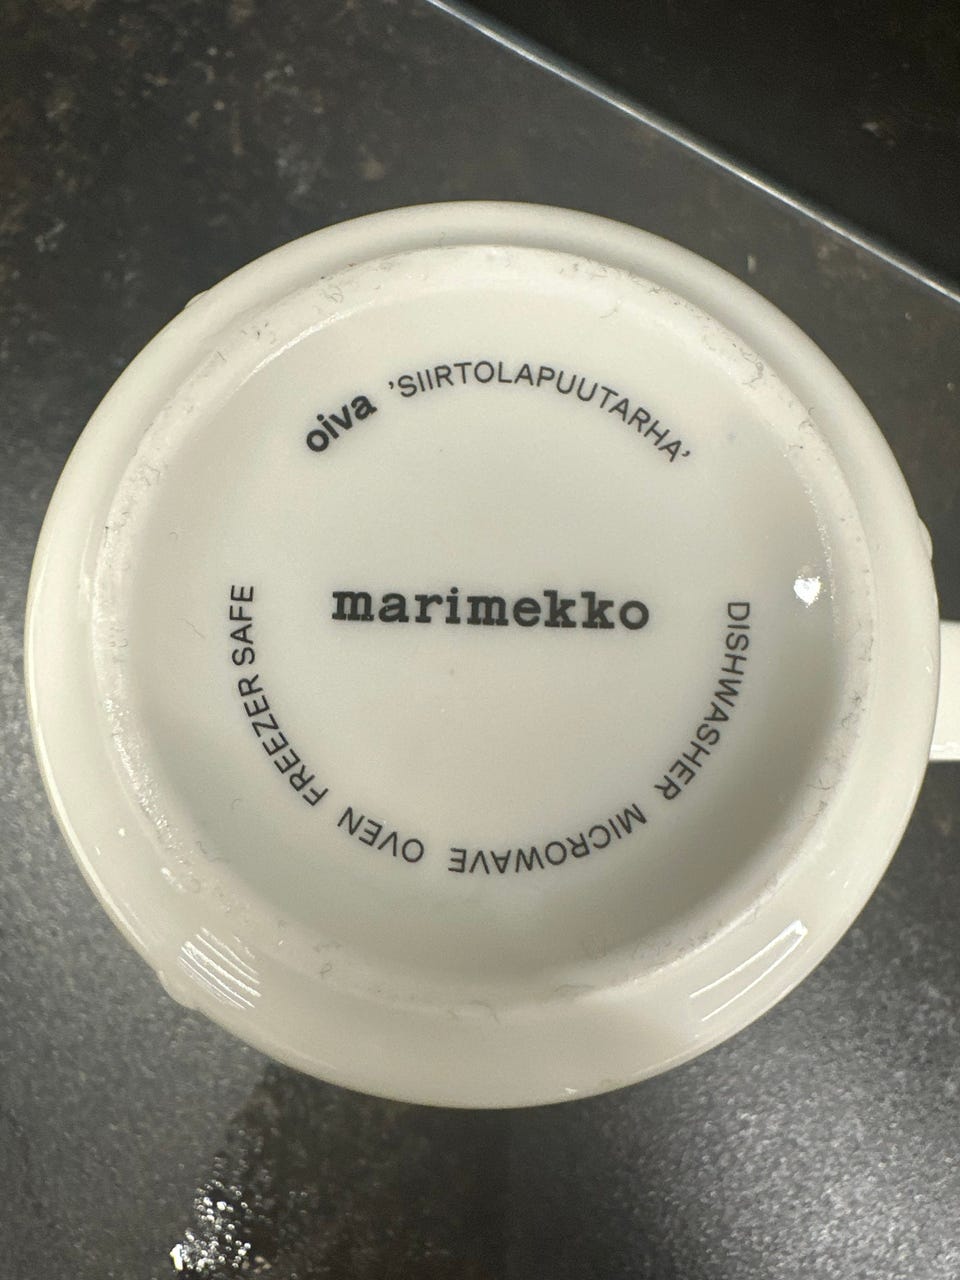 oiva ’SIIRTOLAPUUTARHA’
marimekko
DISHWASHER MICROWAVE OVEN FREEZER SAFE